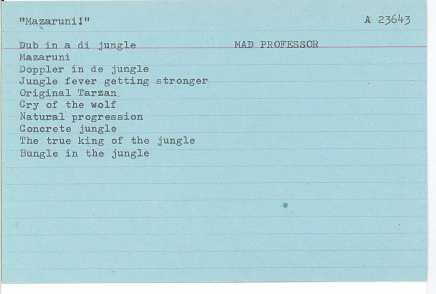 "Mazaruni!" A 23643
Dub in a di jungle MAD PROFESSOR
Mazaruni
Doppler in de jungle
Jungle fever getting stronger
Original Tarzan
Cry of the wolf
Natural progression
Concrete jungle
The true king of the jungle
Bungle in the jungle